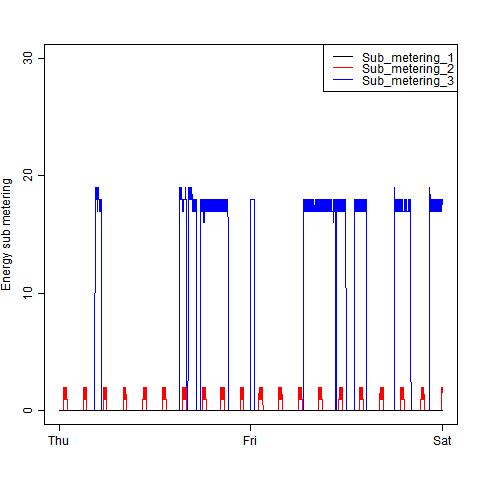 30
20
10
0
Energy sub metering
Sub_metering_1
Sub_metering_2
Sub_metering_3
Thu Fri Sat